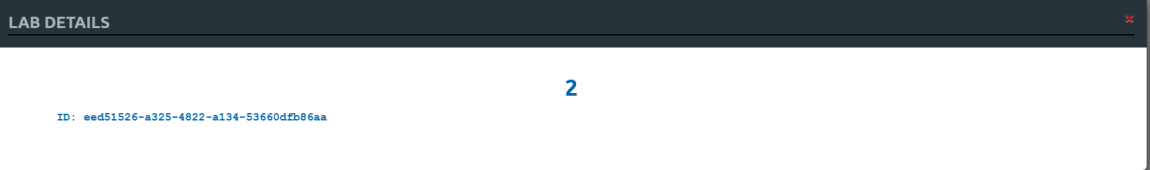 LAB DETAILS
2
ID: eed51526-a325-4822-a134-53660dfb86aa